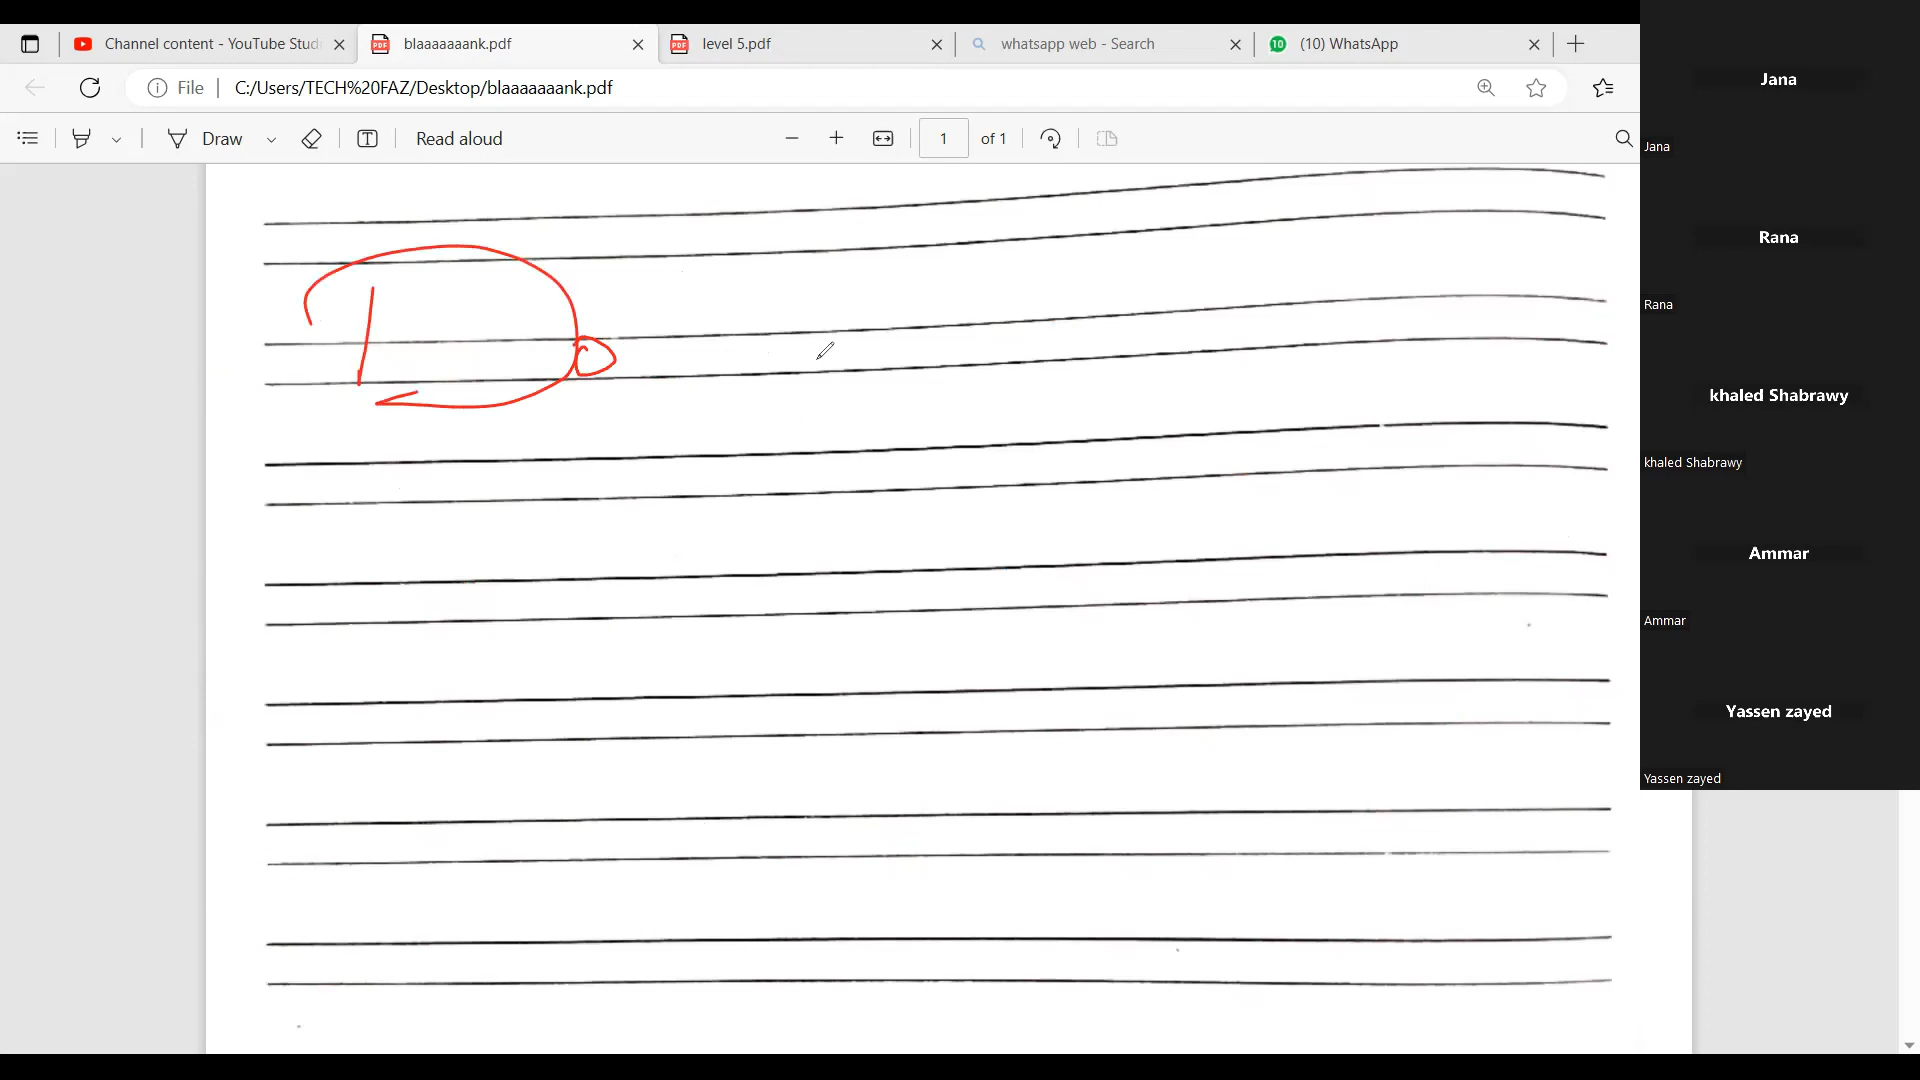 Channel content - YouTube Stud
blaaaaaaank.pdf
level 5.pdf
whatsapp web - Search
10
(10) WhatsApp
File
C:/Users/TECH%20FAZ/Desktop/blaaaaaaank.pdf
Draw
Read aloud
1
of 1
Jana
Jana
Rana
Rana
khaled Shabrawy
khaled Shabrawy
Ammar
Ammar
Yassen zayed
Yassen zayed